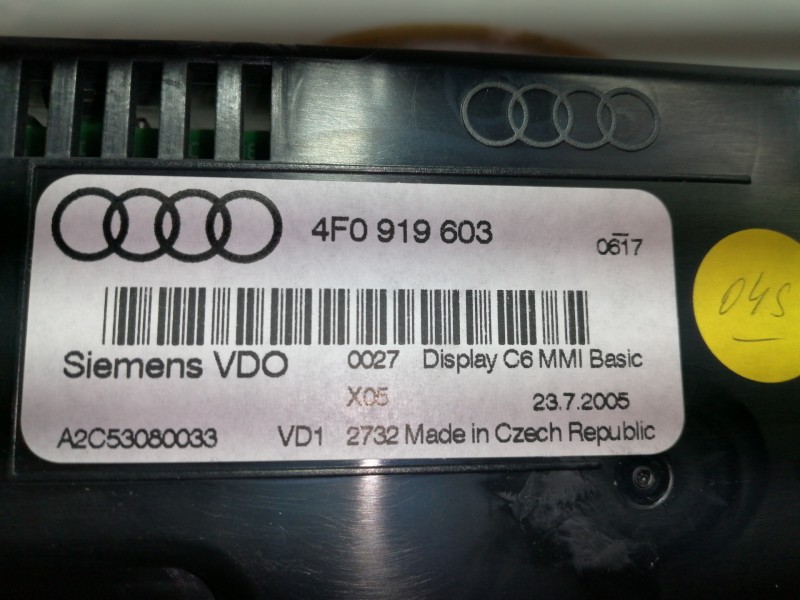 4F0 919 603
0617
Siemens VDO 0027 Display C6 MMI Basic
X05 23.7.2005
A2C53080033 VD1 2732 Made in Czech Republic
04S